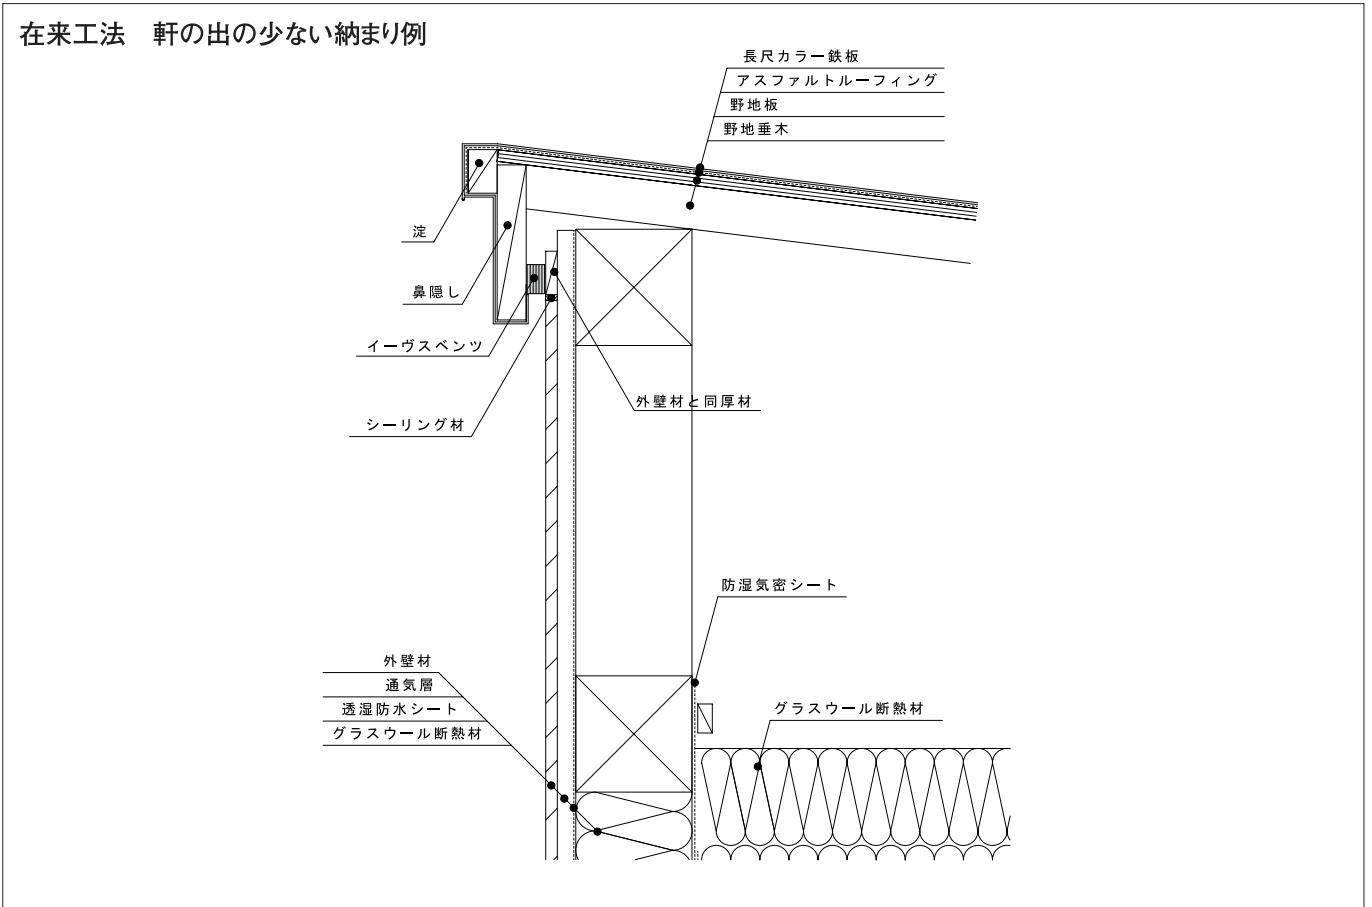 在来工法　軒の出の少ない納まり例
長尺カラー鉄板
アスファルトルーフィング
野地板
野地垂木
淀
鼻隠し
イーヴスベンツ
シーリング材
外壁材と同厚材
防湿気密シート
外壁材
通気層
透湿防水シート
グラスウール断熱材
グラスウール断熱材